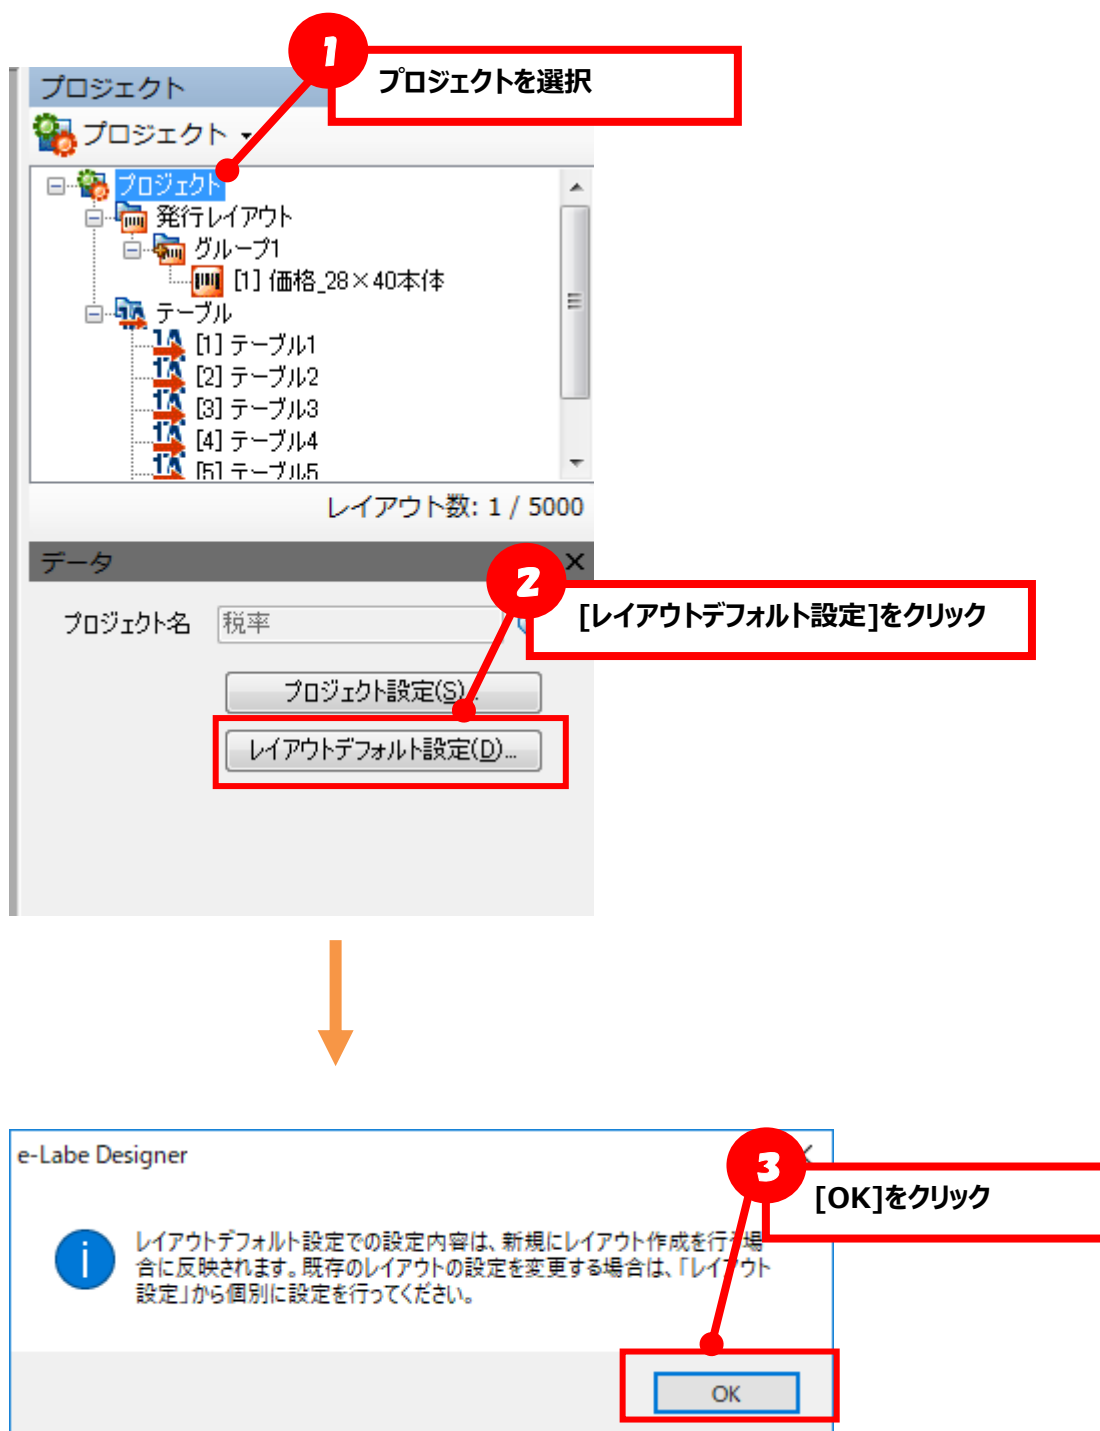 1
プロジェクトを選択
プロジェクト
プロジェクト
プロジェクト
発行レイアウト
グループ1
[1] 価格_28×40本体
テーブル
[1] テーブル1
[2] テーブル2
[3] テーブル3
[4] テーブル4
[5] テーブル5
レイアウト数: 1 / 5000
データ
2
[レイアウトデフォルト設定]をクリック
プロジェクト名 税率
プロジェクト設定(S)...
レイアウトデフォルト設定(D)...
e-Labe Designer
3
[OK]をクリック
レイアウトデフォルト設定での設定内容は、新規にレイアウト作成を行う場
合に反映されます。既存のレイアウトの設定を変更する場合は、「レイアウト
設定」から個別に設定を行ってください。
OK